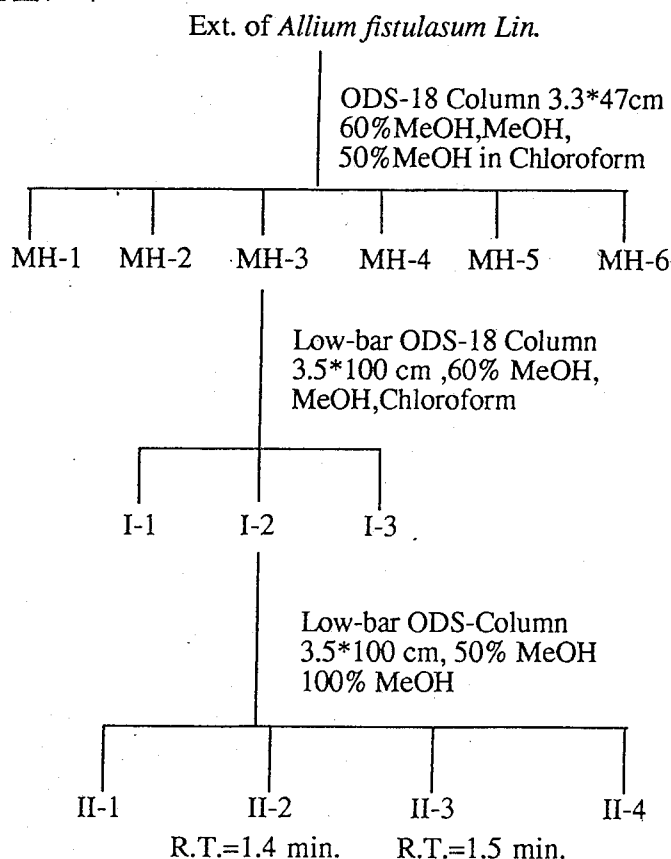 Ext. of Allium fistulasum Lin.
ODS-18 Column 3.3*47cm
60%MeOH,MeOH,
50%MeOH in Chloroform
MH-1 MH-2 MH-3 MH-4 MH-5 MH-6
Low-bar ODS-18 Column
3.5*100 cm ,60% MeOH,
MeOH,Chloroform
I-1 I-2 I-3
Low-bar ODS-Column
3.5*100 cm, 50% MeOH
100% MeOH
II-1 II-2 II-3 II-4
R.T.=1.4 min. R.T.=1.5 min.